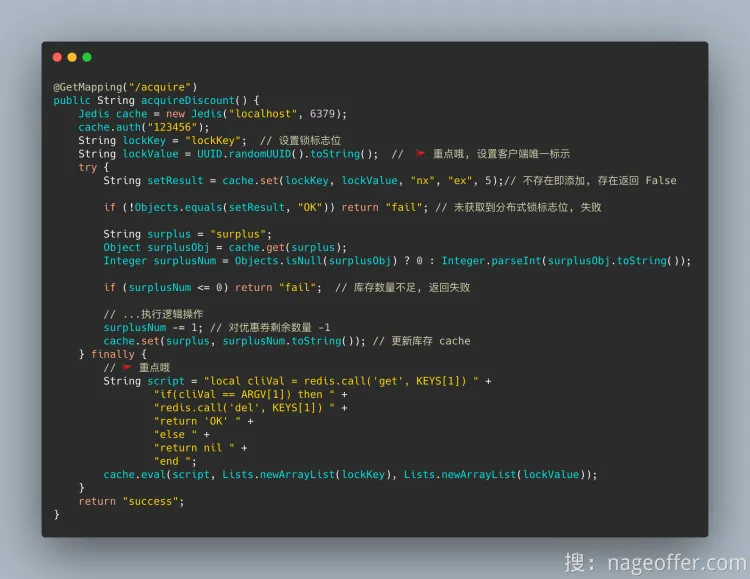 @GetMapping("/acquire")
public String acquireDiscount() {
    Jedis cache = new Jedis("localhost", 6379);
    cache.auth("123456");
    String lockKey = "lockKey";  // 设置锁标志位
    String lockValue = UUID.randomUUID().toString();  // 🚩 重点哦, 设置客户端唯一标示
    try {
        String setResult = cache.set(lockKey, lockValue, "nx", "ex", 5);// 不存在即添加, 存在返回 False
        if (!Objects.equals(setResult, "OK")) return "fail"; // 未获取到分布式锁标志位, 失败
        String surplus = "surplus";
        Object surplusObj = cache.get(surplus);
        Integer surplusNum = Objects.isNull(surplusObj) ? 0 : Integer.parseInt(surplusObj.toString());
        if (surplusNum <= 0) return "fail";  // 库存数量不足, 返回失败
        // ...执行逻辑操作
        surplusNum -= 1; // 对优惠券剩余数量 -1
        cache.set(surplus, surplusNum.toString()); // 更新库存 cache
    } finally {
        // 🚩 重点哦
        String script = "local cliVal = redis.call('get', KEYS[1]) " +
                "if(cliVal == ARGV[1]) then " +
                "redis.call('del', KEYS[1]) " +
                "return 'OK' " +
                "else " +
                "return nil " +
                "end ";
        cache.eval(script, Lists.newArrayList(lockKey), Lists.newArrayList(lockValue));
    }
    return "success";
}
搜：nageoffer.com